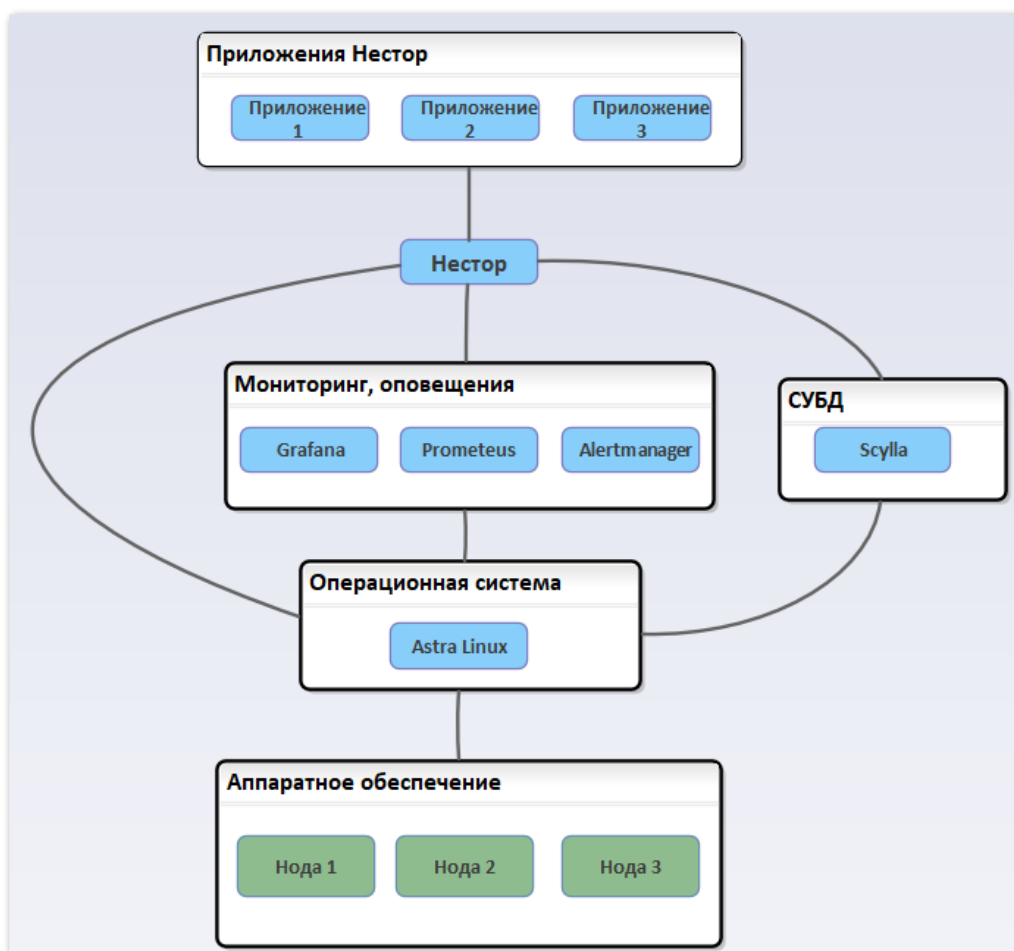 Приложения Нестор
Приложение
1
Приложение
2
Приложение
3
Нестор
Мониторинг, оповещения
Grafana
Prometeus
Alertmanager
СУБД
Scylla
Операционная система
Astra Linux
Аппаратное обеспечение
Нода 1
Нода 2
Нода 3